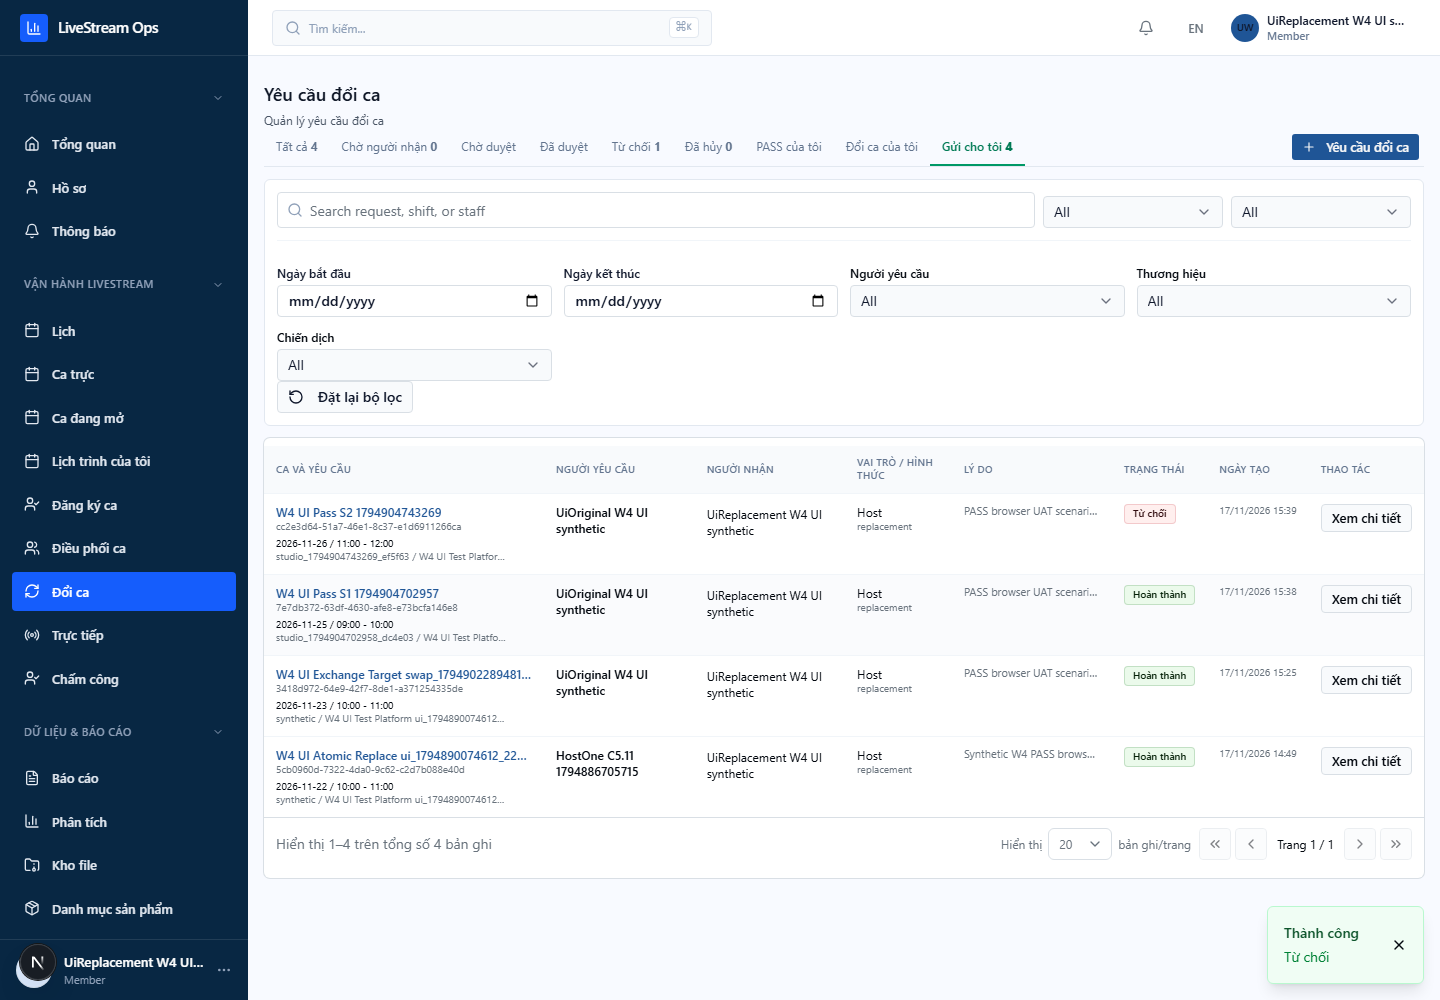 LiveStream Ops
Tìm kiếm...
⌘K
EN
UW
UiReplacement W4 UI s...
Member
TỔNG QUAN
Tổng quan
Hồ sơ
Thông báo
VẬN HÀNH LIVESTREAM
Lịch
Ca trực
Ca đang mở
Lịch trình của tôi
Đăng ký ca
Điều phối ca
Đổi ca
Trực tiếp
Chấm công
DỮ LIỆU & BÁO CÁO
Báo cáo
Phân tích
Kho file
Danh mục sản phẩm
N
UiReplacement W4 UI...
Member
Yêu cầu đổi ca
Quản lý yêu cầu đổi ca
Tất cả 4
Chờ người nhận 0
Chờ duyệt
Đã duyệt
Từ chối 1
Đã hủy 0
PASS của tôi
Đổi ca của tôi
Gửi cho tôi 4
Yêu cầu đổi ca
Search request, shift, or staff
All
All
Ngày bắt đầu
mm/dd/yyyy
Ngày kết thúc
mm/dd/yyyy
Người yêu cầu
All
Thương hiệu
All
Chiến dịch
All
Đặt lại bộ lọc
CA VÀ YÊU CẦU
NGƯỜI YÊU CẦU
NGƯỜI NHẬN
VAI TRÒ / HÌNH
THỨC
LÝ DO
TRẠNG THÁI
NGÀY TẠO
THAO TÁC
W4 UI Pass S2 1794904743269
cc2e3d64-51a7-46e1-8c37-e1d6911266ca
2026-11-26 / 11:00 - 12:00
studio_1794904743269_ef5f63 / W4 UI Test Platfor...
UiOriginal W4 UI
synthetic
UiReplacement W4 UI
synthetic
Host
replacement
PASS browser UAT scenari...
Từ chối
17/11/2026 15:39
Xem chi tiết
W4 UI Pass S1 1794904702957
7e7db372-63df-4630-afe8-e73bcfa146e8
2026-11-25 / 09:00 - 10:00
studio_1794904702958_dc4e03 / W4 UI Test Platfo...
UiOriginal W4 UI
synthetic
UiReplacement W4 UI
synthetic
Host
replacement
PASS browser UAT scenari...
Hoàn thành
17/11/2026 15:38
Xem chi tiết
W4 UI Exchange Target swap_1794902289481...
3418d972-64e9-42f7-8de1-a371254335de
2026-11-23 / 10:00 - 11:00
synthetic / W4 UI Test Platform ui_1794890074612...
UiOriginal W4 UI
synthetic
UiReplacement W4 UI
synthetic
Host
replacement
PASS browser UAT scenari...
Hoàn thành
17/11/2026 15:25
Xem chi tiết
W4 UI Atomic Replace ui_1794890074612_22...
5cb0960d-7322-4da0-9c62-c2d7b088e40d
2026-11-22 / 10:00 - 11:00
synthetic / W4 UI Test Platform ui_1794890074612...
HostOne C5.11
1794886705715
UiReplacement W4 UI
synthetic
Host
replacement
Synthetic W4 PASS brows...
Hoàn thành
17/11/2026 14:49
Xem chi tiết
Hiển thị 1–4 trên tổng số 4 bản ghi
Hiển thị
20
bản ghi/trang
Trang 1 / 1
Thành công
Từ chối